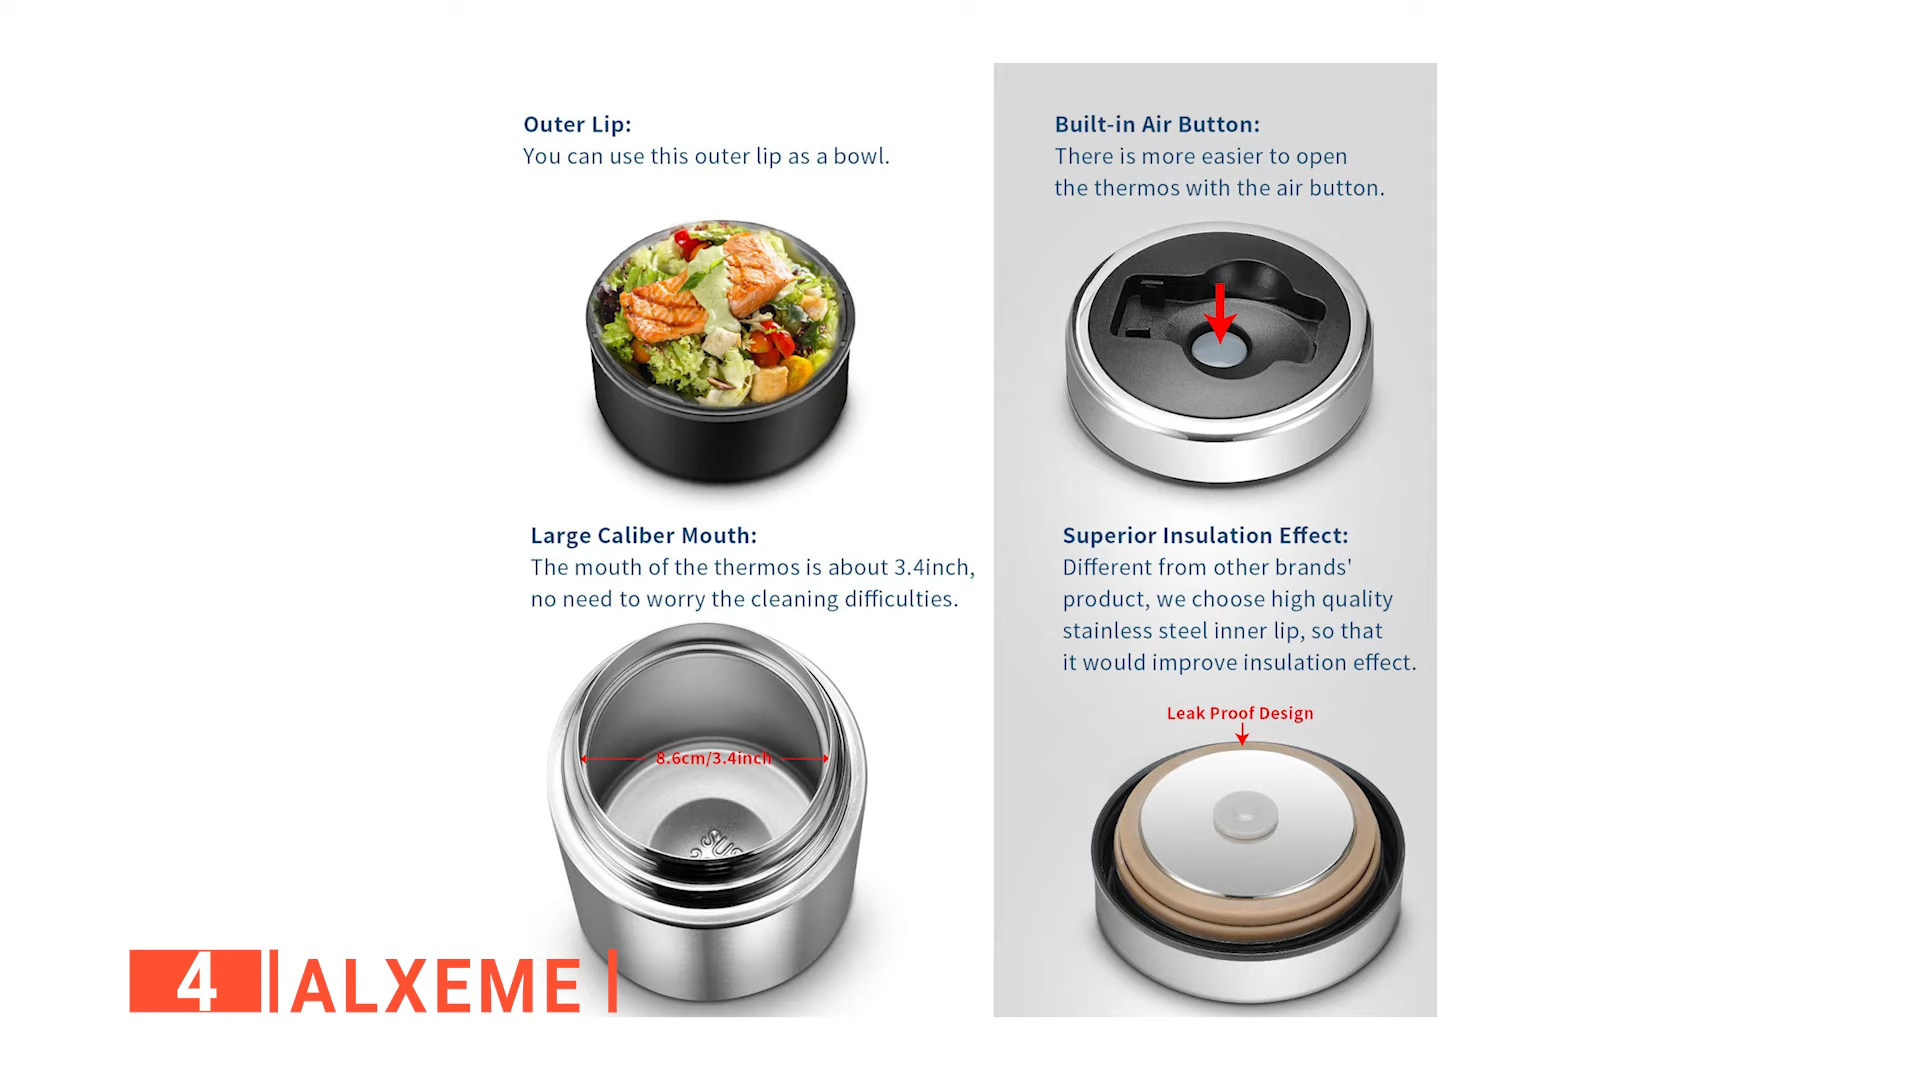 Outer Lip:
You can use this outer lip as a bowl.
Built-in Air Button:
There is more easier to open
the thermos with the air button.
Large Caliber Mouth:
The mouth of the thermos is about 3.4inch,
no need to worry the cleaning difficulties.
8.6cm/3.4inch
Superior Insulation Effect:
Different from other brands'
product, we choose high quality
stainless steel inner lip, so that
it would improve insulation effect.
Leak Proof Design
4
ALXEME